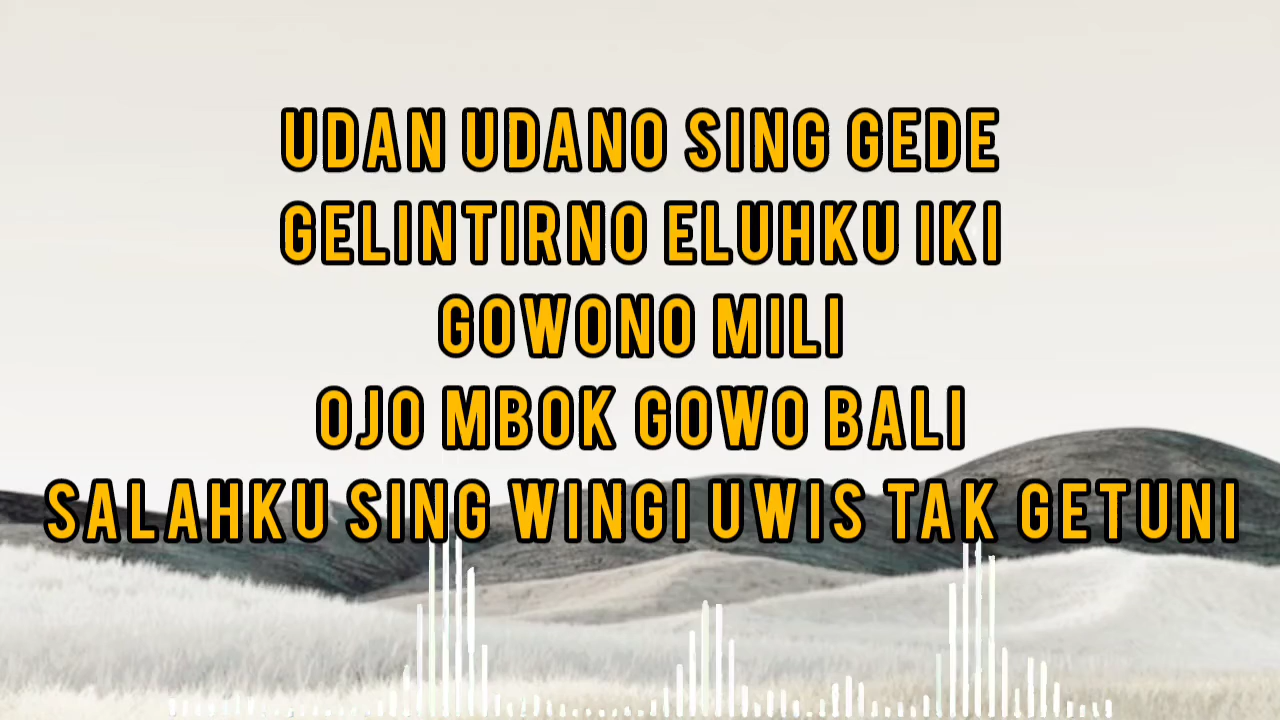 UDAN UDANO SING GEDE
GELINTIRNO ELUHKU IKI
GOWONO MILI
OJO MBOK GOWO BALI
SALAHKU SING WINGI UWIS TAK GETUNI